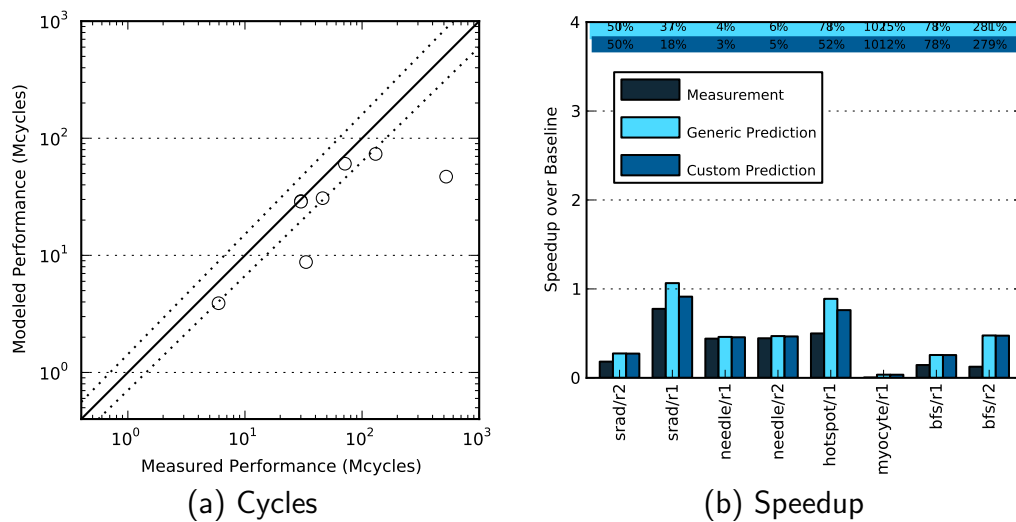 10³
10²
10¹
10⁰
Modeled Performance (Mcycles)
10⁰ 10¹ 10² 10³
Measured Performance (Mcycles)
(a) Cycles
50% 37% 4% 6% 78% 1025% 78% 281%
50% 18% 3% 5% 52% 1012% 78% 279%
Measurement
Generic Prediction
Custom Prediction
4
3
2
1
0
Speedup over Baseline
srad/r2
srad/r1
needle/r1
needle/r2
hotspot/r1
myocyte/r1
bfs/r1
bfs/r2
(b) Speedup